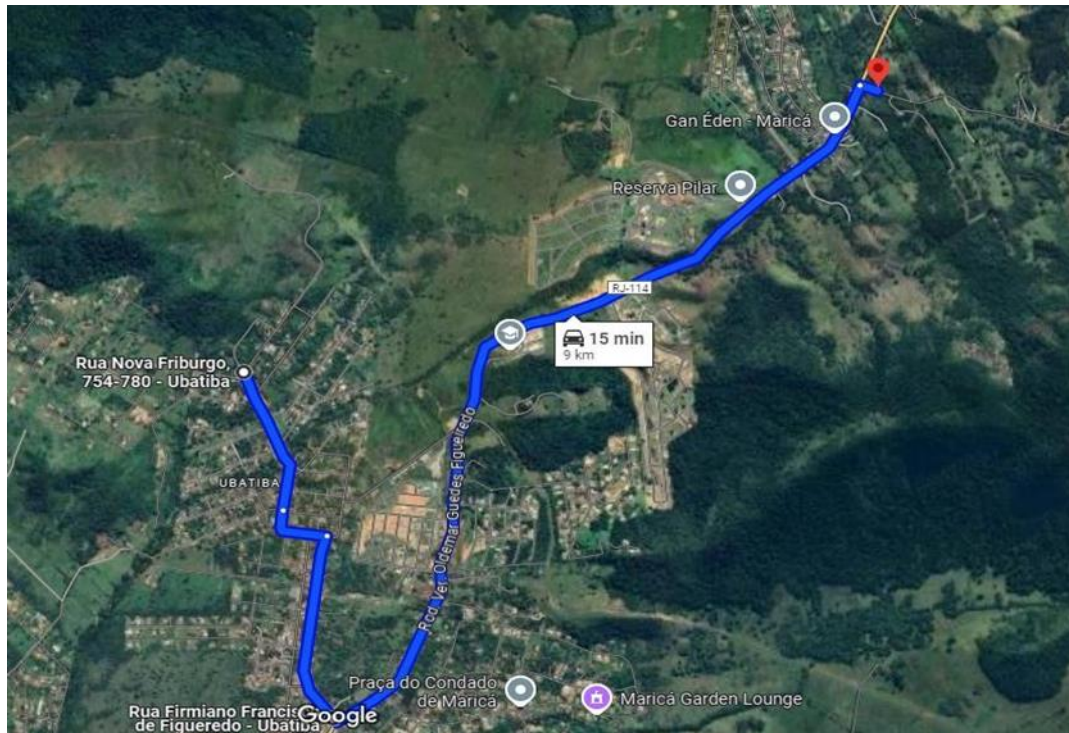 Gan Éden - Maricá
Reserva Pilar
RJ-114
15 min
9 km
Rua Nova Friburgo,
754-780 - Ubatiba
UBATIBA
Rod. Ver. Oldemar Guedes Figueiredo
Praça do Condado
de Maricá
Maricá Garden Lounge
Rua Firmiano Francis
de Figueredo - Ubatiba
Google